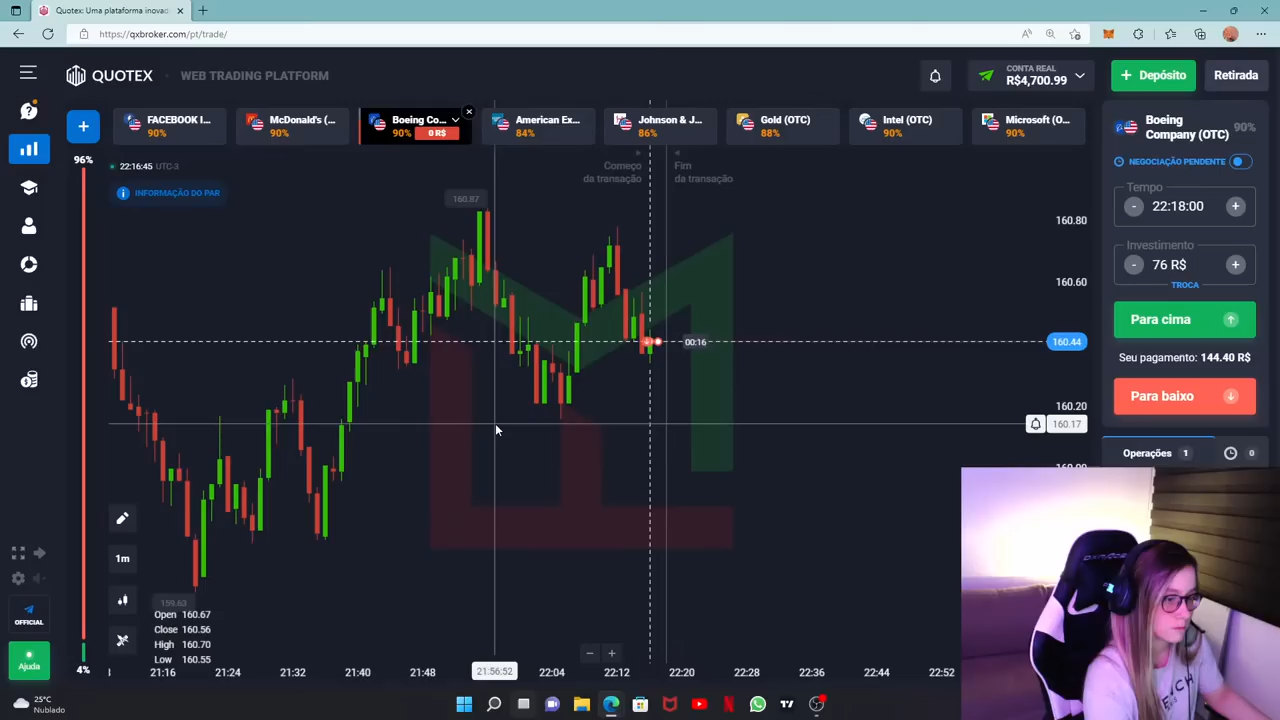 Quotex: Uma plataforma inovad
https://qxbroker.com/pt/trade/
QUOTEX
WEB TRADING PLATFORM
CONTA REAL
R$4,700.99
Depósito
Retirada
FACEBOOK I...
90%
McDonald's (...
90%
Boeing Co...
90%
0 R$
American Ex...
84%
Johnson & J...
86%
Gold (OTC)
88%
Intel (OTC)
90%
Microsoft (O...
90%
96%
22:16:45 UTC-3
INFORMAÇÃO DO PAR
Começo
da transação
Fim
da transação
160.87
160.80
160.60
00:16
160.44
160.20
160.17
159.63
Open 160.67
Close 160.56
High 160.70
Low 160.55
1m
4%
21:16
21:24
21:32
21:40
21:48
21:56:52
22:04
22:12
22:20
22:28
22:36
22:44
22:52
OFFICIAL
Ajuda
Boeing
Company (OTC)
90%
NEGOCIAÇÃO PENDENTE
Tempo
22:18:00
Investimento
76 R$
TROCA
Para cima
Seu pagamento: 144.40 R$
Para baixo
Operações
1
0
25°C
Nublado